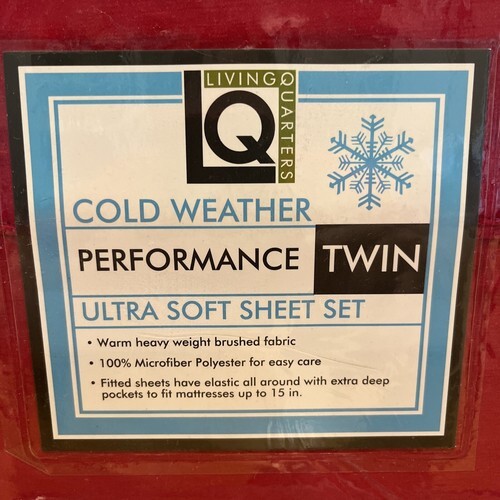 LIVING QUARTERS
LQ
COLD WEATHER
PERFORMANCE TWIN
ULTRA SOFT SHEET SET
• Warm heavy weight brushed fabric
• 100% Microfiber Polyester for easy care
• Fitted sheets have elastic all around with extra deep
pockets to fit mattresses up to 15 in.